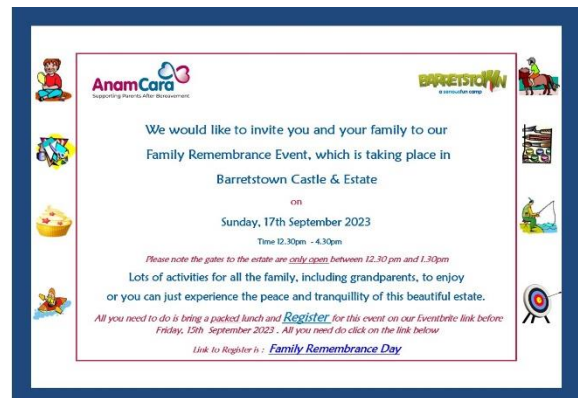 AnamCara
Supporting Parents After Bereavement
BARRETSTOWN
a serious fun camp
We would like to invite you and your family to our
Family Remembrance Event, which is taking place in
Barretstown Castle & Estate
on
Sunday, 17th September 2023
Time 12.30pm - 4.30pm
Please note the gates to the estate are only open between 12.30 pm and 1.30pm
Lots of activities for all the family, including grandparents, to enjoy
or you can just experience the peace and tranquillity of this beautiful estate.
All you need to do is bring a packed lunch and Register for this event on our Eventbrite link before
Friday, 15th September 2023 . All you need do click on the link below
Link to Register is : Family Remembrance Day